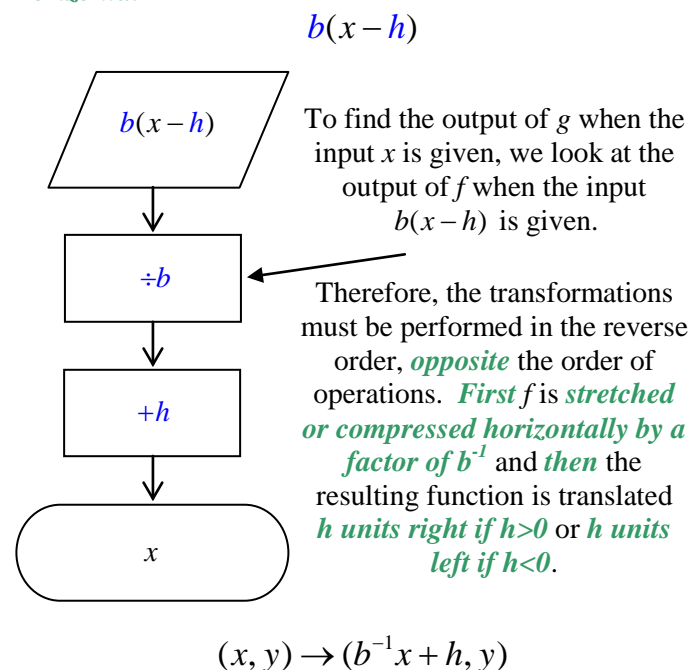 b(x − h)
b(x − h)
÷b
+h
x
To find the output of g when the
input x is given, we look at the
output of f when the input
b(x − h) is given.
Therefore, the transformations
must be performed in the reverse
order, opposite the order of
operations. First f is stretched
or compressed horizontally by a
factor of b⁻¹ and then the
resulting function is translated
h units right if h>0 or h units
left if h<0.
(x, y) → (b⁻¹x + h, y)